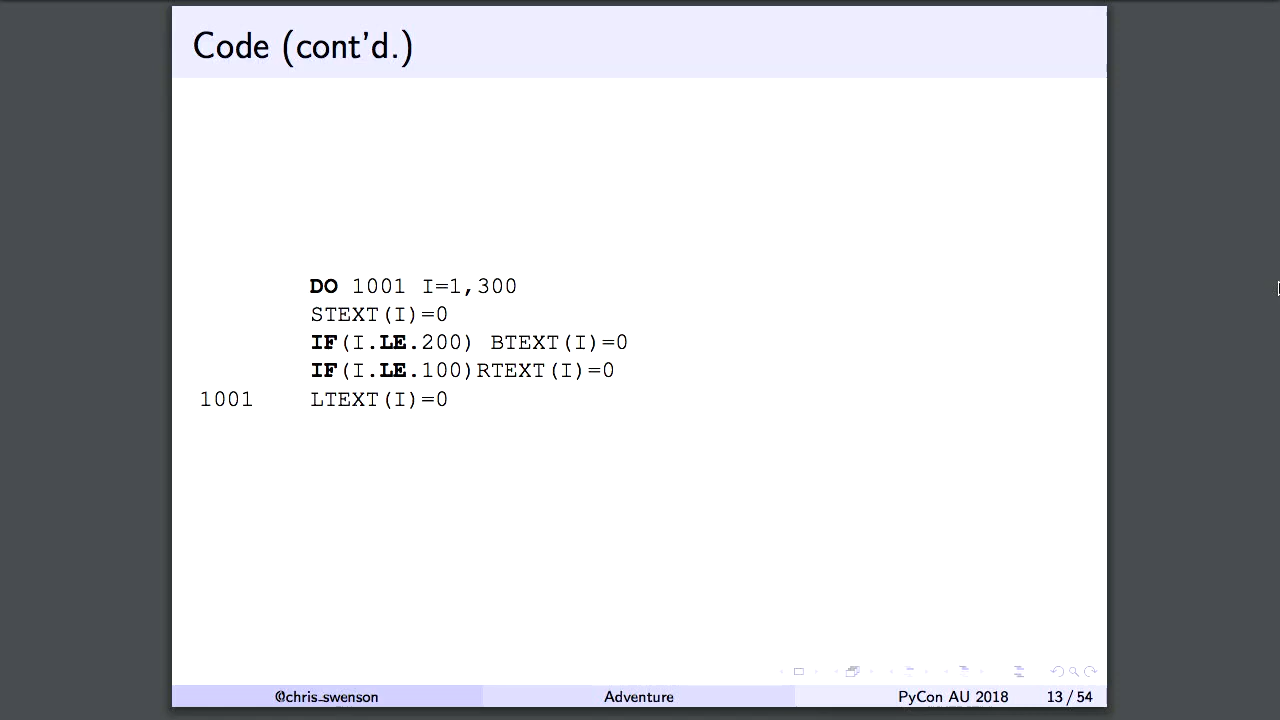 Code (cont'd.)
DO 1001 I=1,300
STEXT(I)=0
IF(I.LE.200) BTEXT(I)=0
IF(I.LE.100)RTEXT(I)=0
1001 LTEXT(I)=0
@chris_swenson Adventure PyCon AU 2018 13 / 54